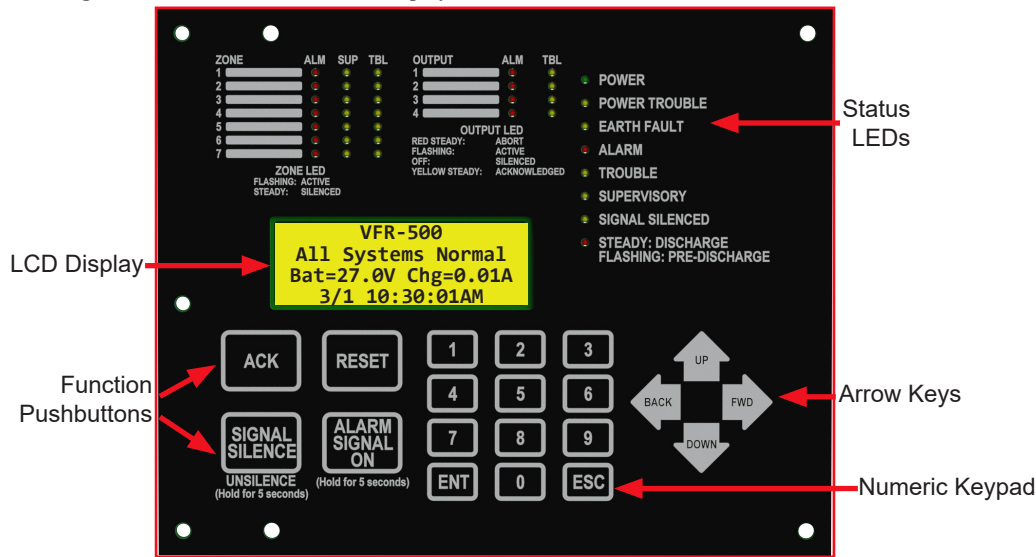 ZONE ALM SUP TBL
1
2
3
4
5
6
7
ZONE LED
FLASHING: ACTIVE
STEADY: SILENCED
OUTPUT ALM TBL
1
2
3
4
OUTPUT LED
RED STEADY: ABORT
FLASHING: ACTIVE
OFF: SILENCED
YELLOW STEADY: ACKNOWLEDGED
POWER
POWER TROUBLE
EARTH FAULT
ALARM
TROUBLE
SUPERVISORY
SIGNAL SILENCED
STEADY: DISCHARGE
FLASHING: PRE-DISCHARGE
Status
LEDs
LCD Display
VFR-500
All Systems Normal
Bat=27.0V Chg=0.01A
3/1 10:30:01AM
Function
Pushbuttons
ACK
RESET
SIGNAL
SILENCE
UNSILENCE
(Hold for 5 seconds)
ALARM
SIGNAL
ON
(Hold for 5 seconds)
1 2 3
4 5 6
7 8 9
ENT 0 ESC
UP
BACK FWD
DOWN
Arrow Keys
Numeric Keypad